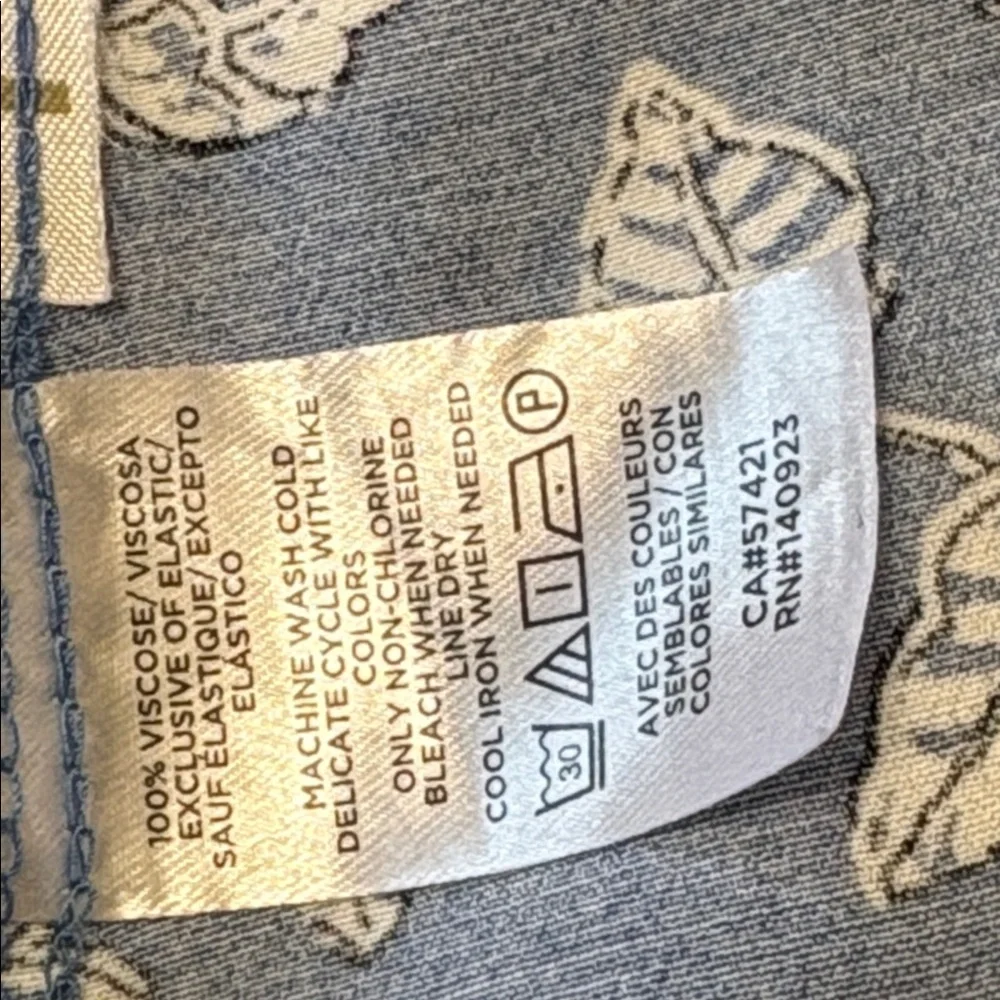 100% VISCOSE/ VISCOSA
EXCLUSIVE OF ELASTIC/
SAUF ELASTIQUE/ EXCEPTO
ELASTICO
MACHINE WASH COLD
DELICATE CYCLE WITH LIKE
COLORS
ONLY NON-CHLORINE
BLEACH WHEN NEEDED
LINE DRY
COOL IRON WHEN NEEDED
30
P
AVEC DES COULEURS
SEMBLABLES / CON
COLORES SIMILARES
CA#57421
RN#140923